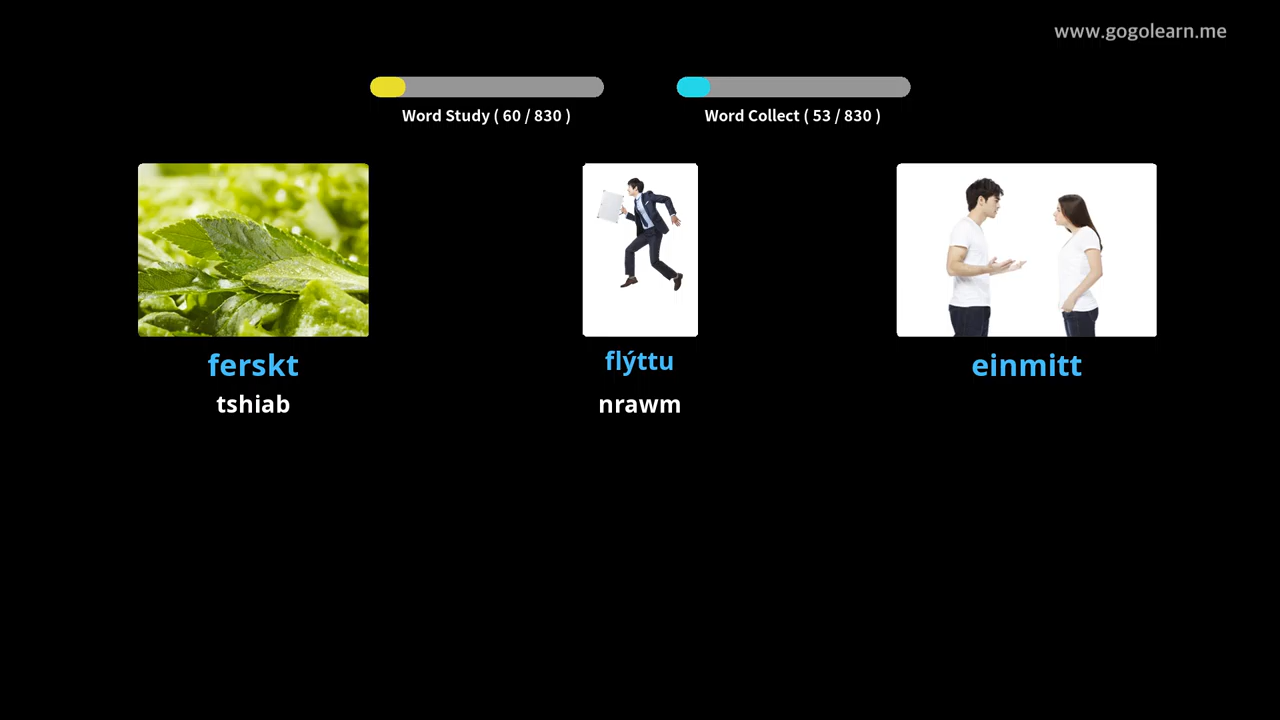 www.gogolearn.me
Word Study ( 60 / 830 )
Word Collect ( 53 / 830 )
ferskt
flýttu
einmitt
tshiab
nrawm